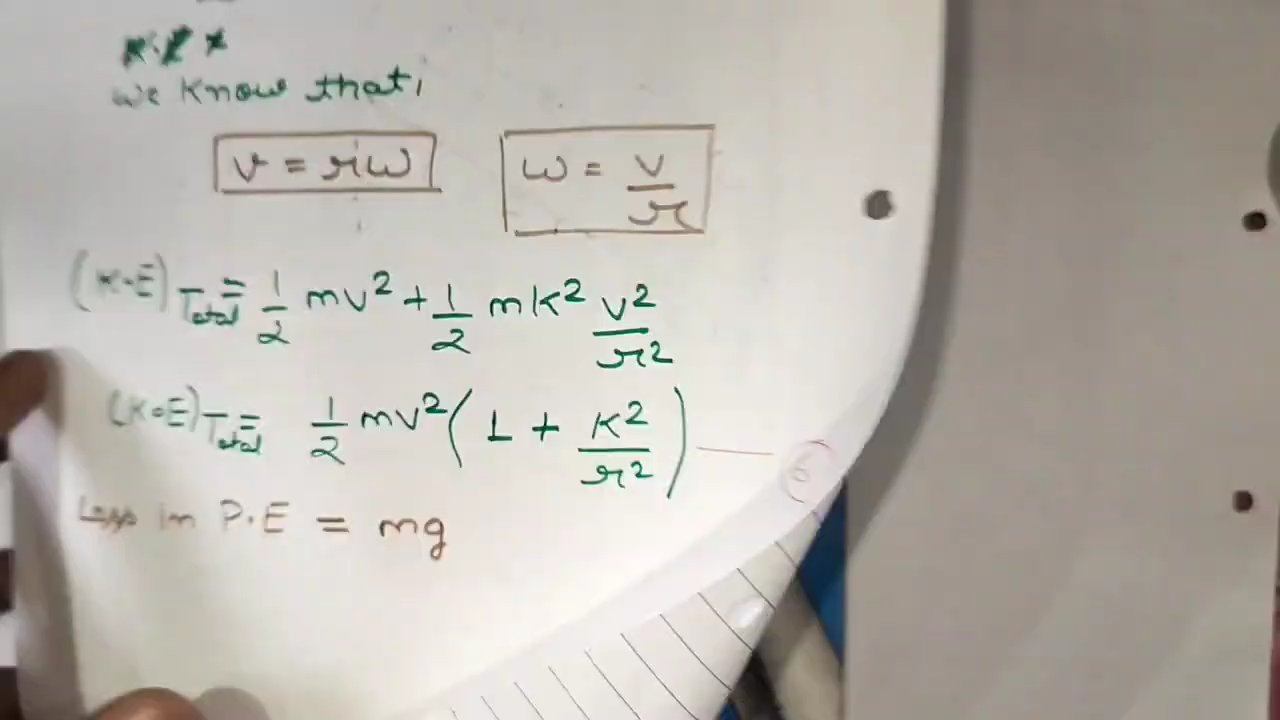 we know that,
v = rω
ω = v/r
(K.E)Total = 1/2 mv² + 1/2 mk² v²/r²
(K.E)Total = 1/2 mv² (1 + k²/r²) — 6
Loss in P.E = mg